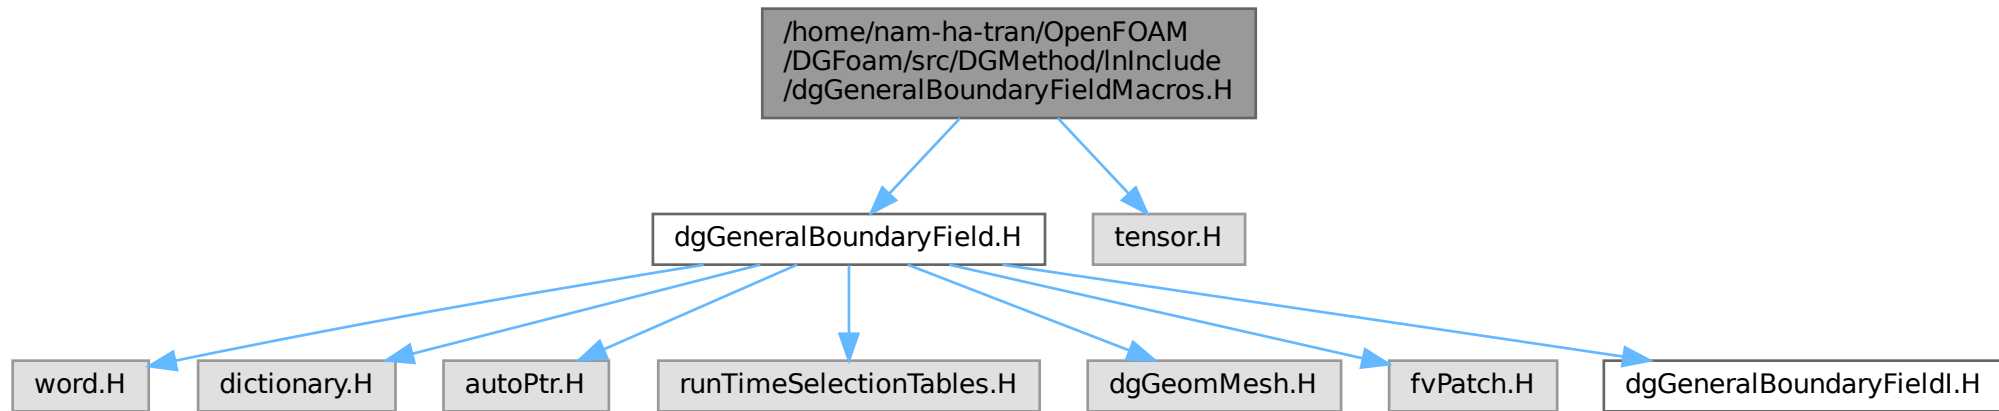 /home/nam-ha-tran/OpenFOAM
/DGFoam/src/DGMethod/lnInclude
/dgGeneralBoundaryFieldMacros.H
dgGeneralBoundaryField.H
tensor.H
word.H
dictionary.H
autoPtr.H
runTimeSelectionTables.H
dgGeomMesh.H
fvPatch.H
dgGeneralBoundaryFieldI.H